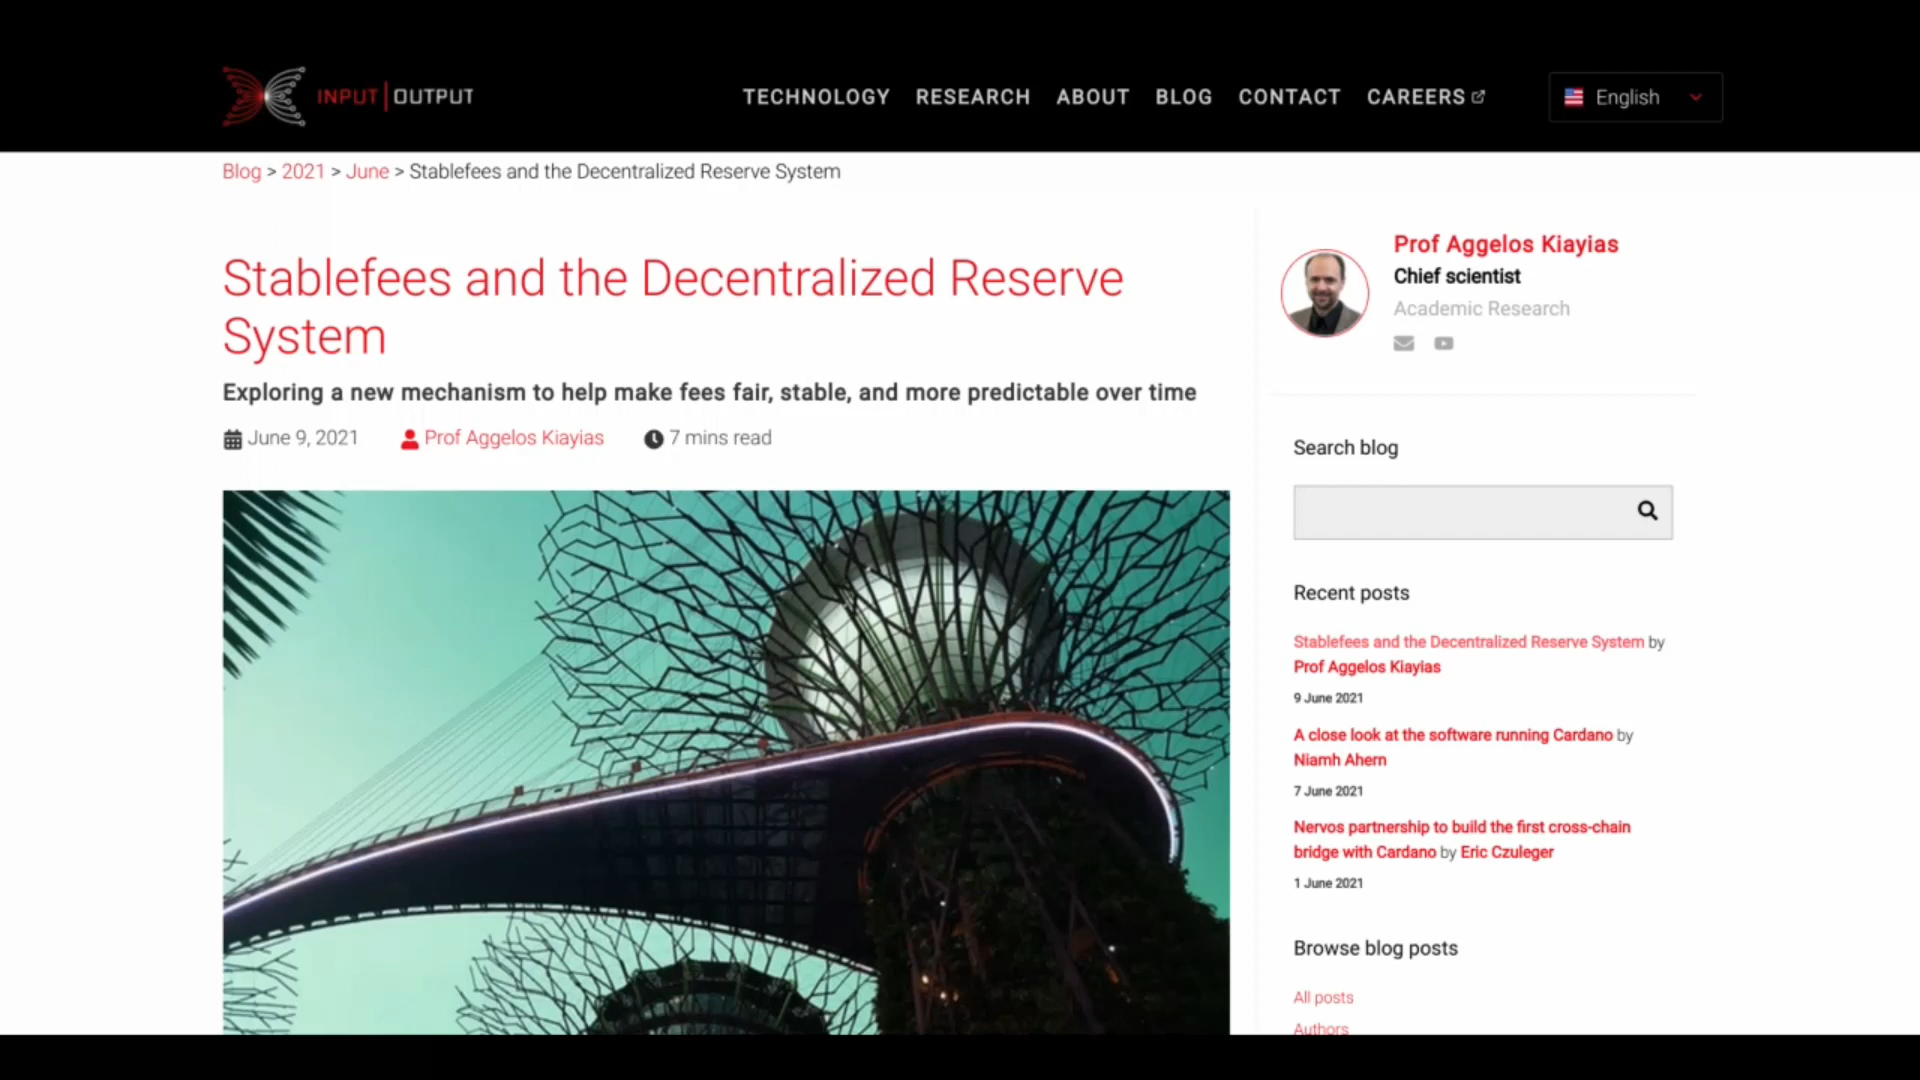 INPUT | OUTPUT
TECHNOLOGY RESEARCH ABOUT BLOG CONTACT CAREERS
English
Blog > 2021 > June > Stablefees and the Decentralized Reserve System
Stablefees and the Decentralized Reserve
System
Exploring a new mechanism to help make fees fair, stable, and more predictable over time
June 9, 2021 Prof Aggelos Kiayias 7 mins read
Prof Aggelos Kiayias
Chief scientist
Academic Research
Search blog
Recent posts
Stablefees and the Decentralized Reserve System by
Prof Aggelos Kiayias
9 June 2021
A close look at the software running Cardano by
Niamh Ahern
7 June 2021
Nervos partnership to build the first cross-chain
bridge with Cardano by Eric Czuleger
1 June 2021
Browse blog posts
All posts
Authors